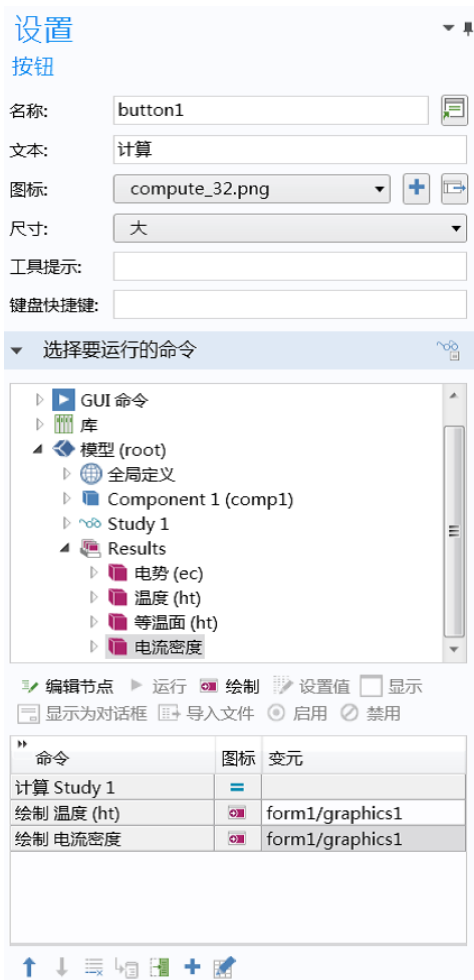 设置
按钮
名称: button1
文本: 计算
图标: compute_32.png
尺寸: 大
工具提示:
键盘快捷键:
选择要运行的命令
GUI 命令
库
模型 (root)
全局定义
Component 1 (comp1)
Study 1
Results
电势 (ec)
温度 (ht)
等温面 (ht)
电流密度
编辑节点 运行 绘制 设置值 显示
显示为对话框 导入文件 启用 禁用
命令 图标 变元
计算 Study 1
绘制 温度 (ht) form1/graphics1
绘制 电流密度 form1/graphics1